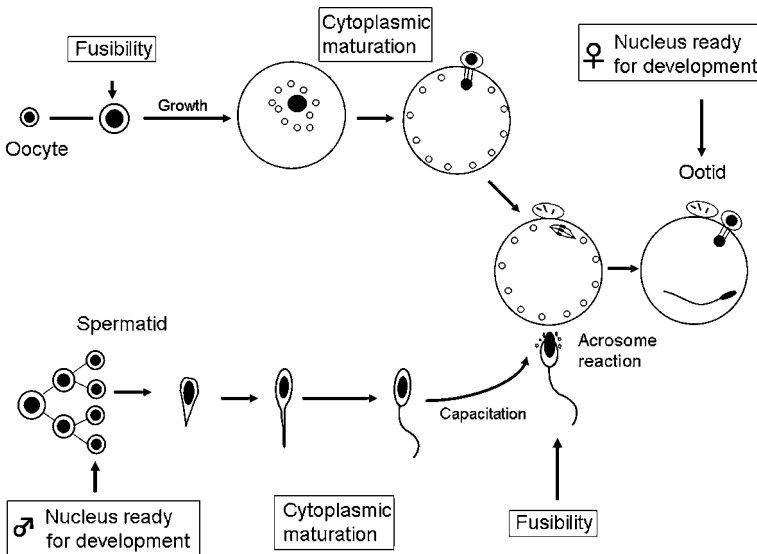 Cytoplasmic
maturation
Fusibility
♀ Nucleus ready
for development
Growth
Oocyte
Ootid
Spermatid
Acrosome
reaction
Capacitation
♂ Nucleus ready
for development
Cytoplasmic
maturation
Fusibility